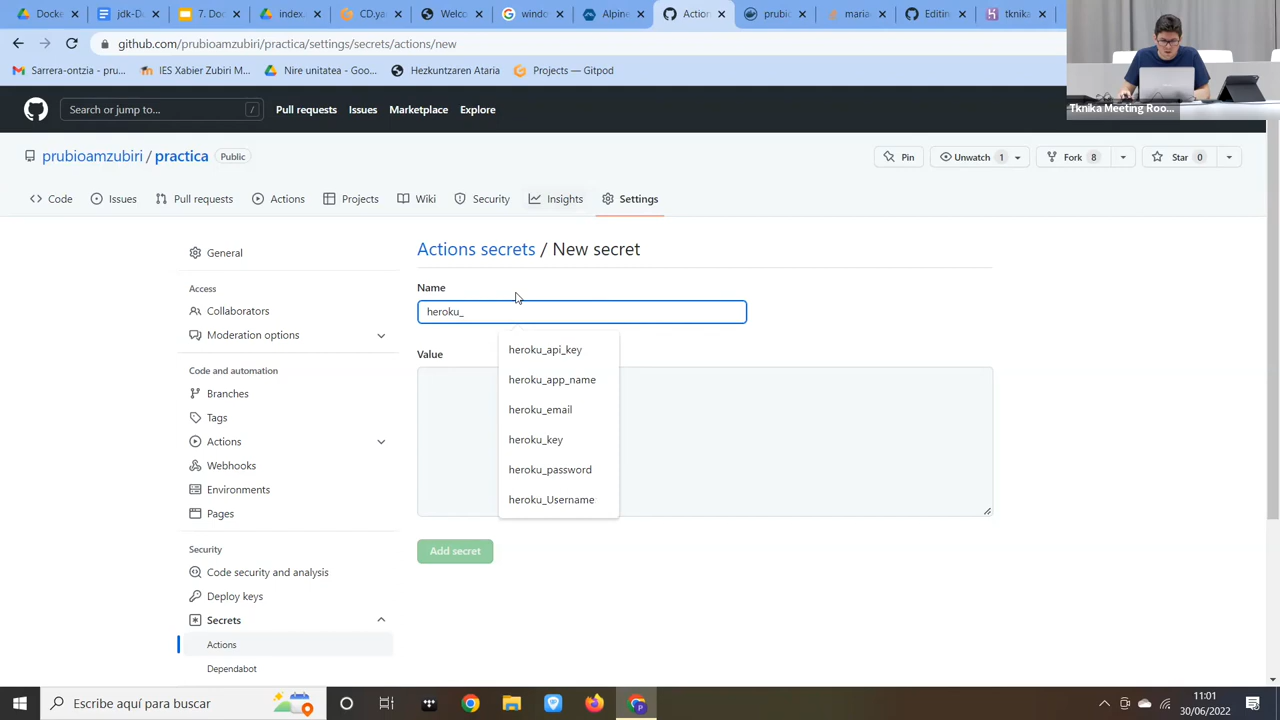 Docke
jdk-D
7. Doc
index.
CD.ya
Welco
windo
Alpine
Action
prubic
maria
Editin
tknika
github.com/prubioamzubiri/practica/settings/secrets/actions/new
Sarrera-ontzia - pru...
IES Xabier Zubiri M...
Nire unitatea - Goo...
Hezkuntzaren Ataria
Projects — Gitpod
Tknika Meeting Roo...
Search or jump to...
/
Pull requests
Issues
Marketplace
Explore
prubioamzubiri / practica
Public
Pin
Unwatch 1
Fork 8
Star 0
Code
Issues
Pull requests
Actions
Projects
Wiki
Security
Insights
Settings
General
Access
Collaborators
Moderation options
Code and automation
Branches
Tags
Actions
Webhooks
Environments
Pages
Security
Code security and analysis
Deploy keys
Secrets
Actions
Dependabot
Actions secrets / New secret
Name
heroku_
heroku_api_key
heroku_app_name
heroku_email
heroku_key
heroku_password
heroku_Username
Value
Add secret
Escribe aquí para buscar
P
11:01
30/06/2022